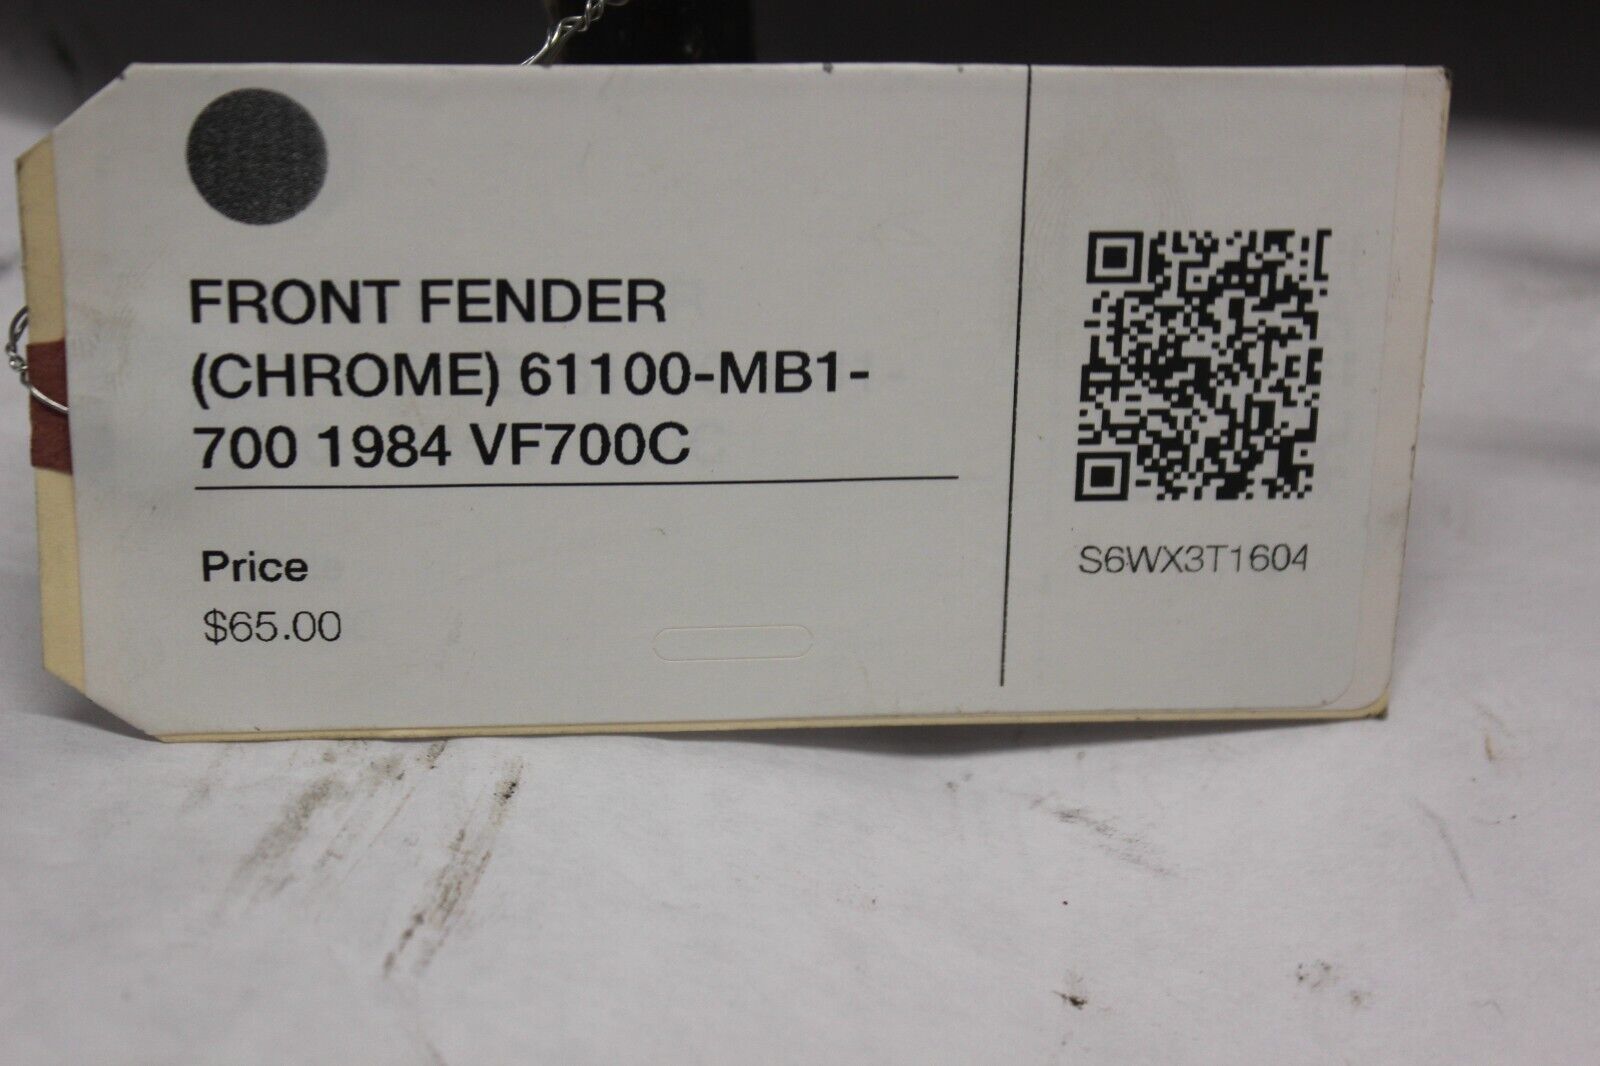 FRONT FENDER
(CHROME) 61100-MB1-
700 1984 VF700C
Price
$65.00
S6WX3T1604